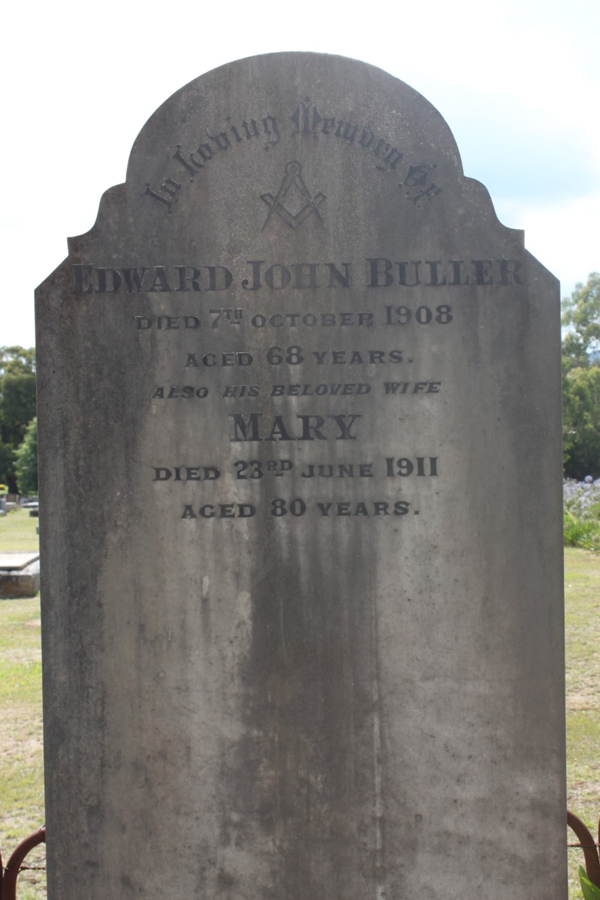 In Loving Memory Of
EDWARD JOHN BULLER
DIED 7TH OCTOBER 1908
AGED 68 YEARS.
ALSO HIS BELOVED WIFE
MARY
DIED 23RD JUNE 1911
AGED 80 YEARS.